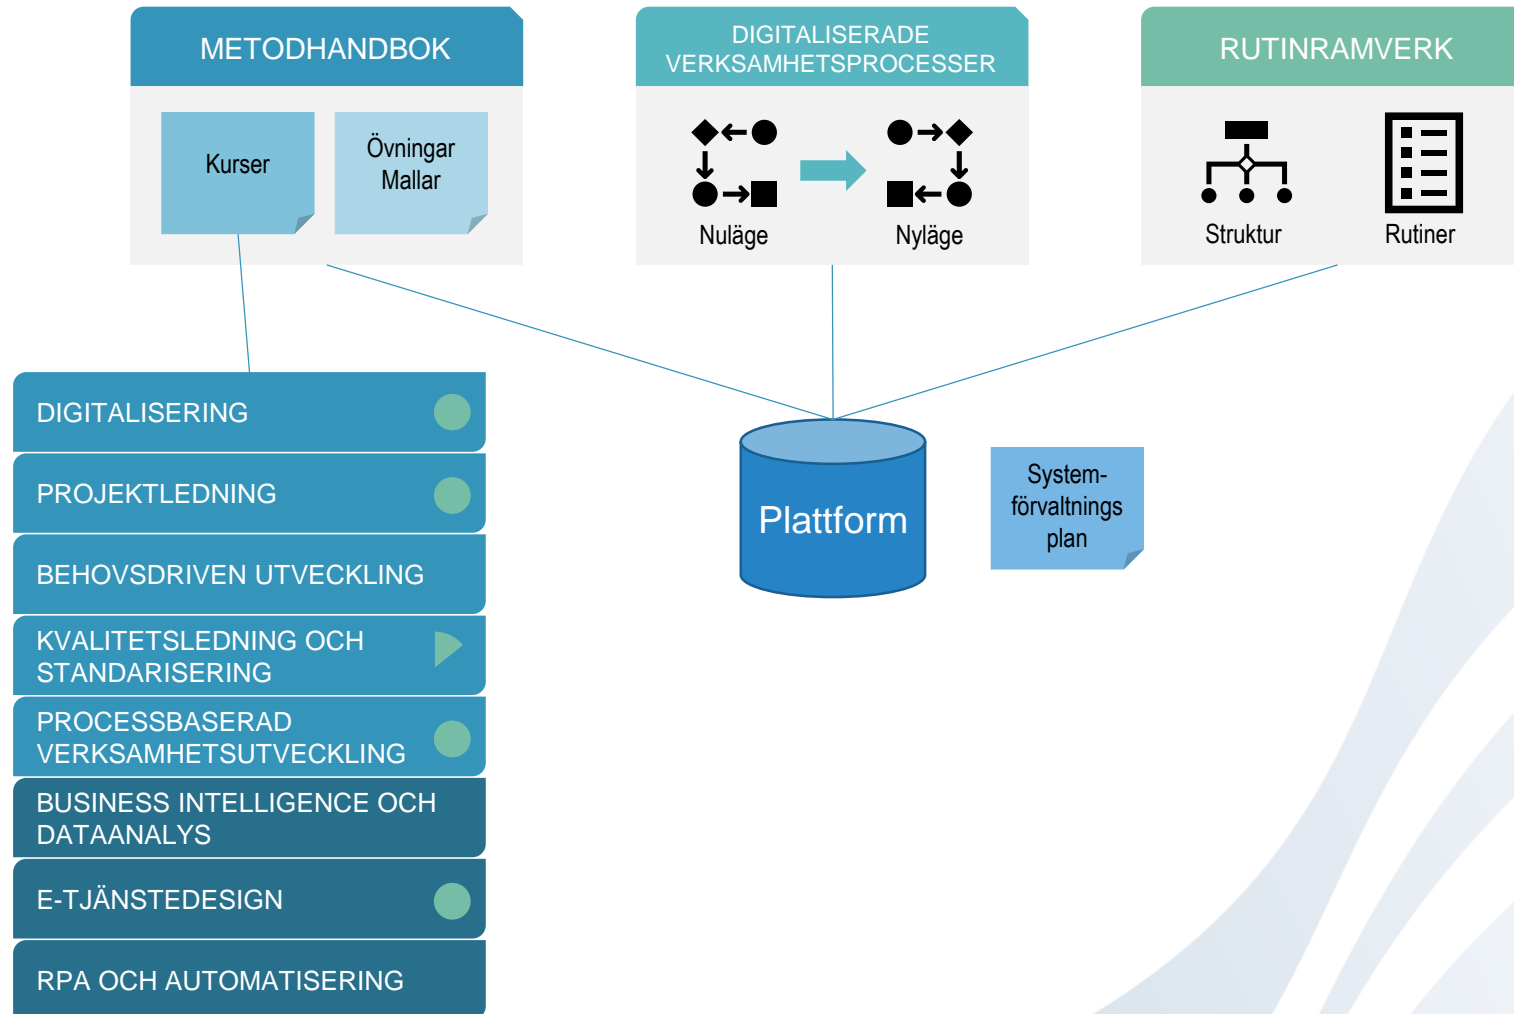 METODHANDBOK
Kurser
Övningar
Mallar
DIGITALISERADE
VERKSAMHETSPROCESSER
Nuläge
Nyläge
RUTINRAMVERK
Struktur
Rutiner
DIGITALISERING
PROJEKTLEDNING
BEHOVSDRIVEN UTVECKLING
KVALITETSLEDNING OCH
STANDARISERING
PROCESSBASERAD
VERKSAMHETSUTVECKLING
BUSINESS INTELLIGENCE OCH
DATAANALYS
E-TJÄNSTEDESIGN
RPA OCH AUTOMATISERING
Plattform
System-
förvaltnings
plan